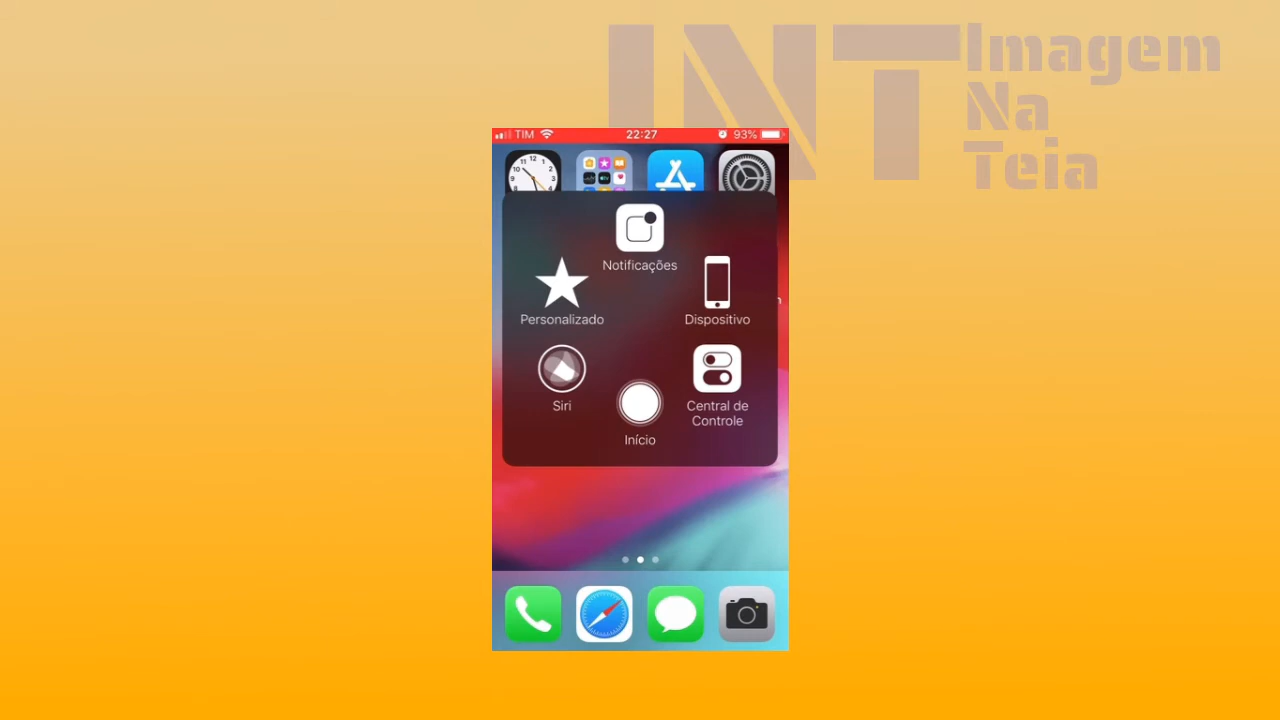 INT
Imagem
Na
Teia
TIM
22:27
93%
Notificações
Personalizado
Dispositivo
Siri
Central de
Controle
Início